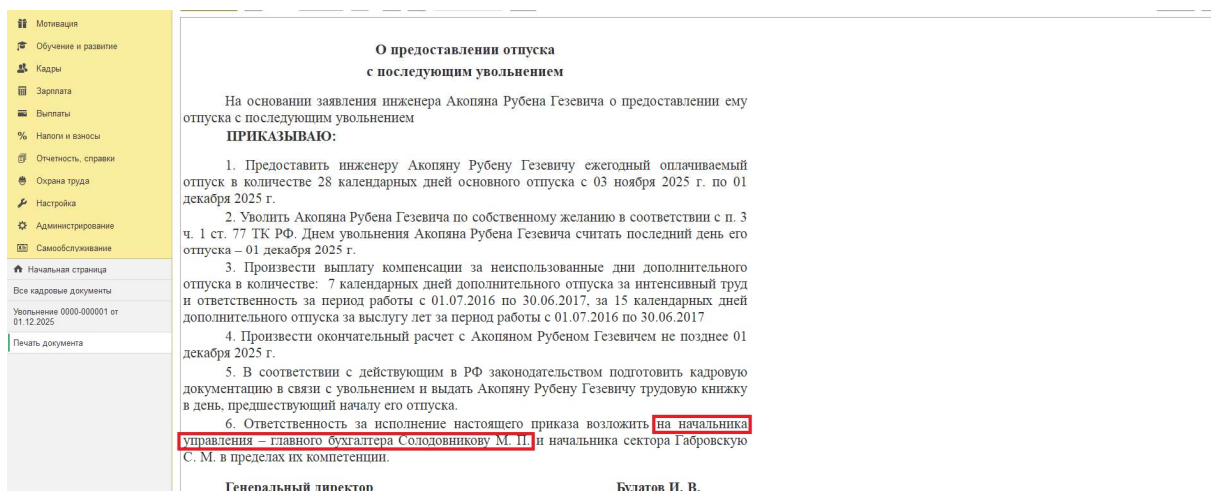 Мотивация
Обучение и развитие
Кадры
Зарплата
Выплаты
% Налоги и взносы
Отчетность, справки
Охрана труда
Настройка
Администрирование
Самообслуживание
Начальная страница
Все кадровые документы
Увольнение 0000-000001 от
01.12.2025
Печать документа
О предоставлении отпуска
с последующим увольнением
На основании заявления инженера Акопяна Рубена Гезевича о предоставлении ему
отпуска с последующим увольнением
ПРИКАЗЫВАЮ:
1. Предоставить инженеру Акопяну Рубену Гезевичу ежегодный оплачиваемый
отпуск в количестве 28 календарных дней основного отпуска с 03 ноября 2025 г. по 01
декабря 2025 г.
2. Уволить Акопяна Рубена Гезевича по собственному желанию в соответствии с п. 3
ч. 1 ст. 77 ТК РФ. Днем увольнения Акопяна Рубена Гезевича считать последний день его
отпуска – 01 декабря 2025 г.
3. Произвести выплату компенсации за неиспользованные дни дополнительного
отпуска в количестве: 7 календарных дней дополнительного отпуска за интенсивный труд
и ответственность за период работы с 01.07.2016 по 30.06.2017, за 15 календарных дней
дополнительного отпуска за выслугу лет за период работы с 01.07.2016 по 30.06.2017
4. Произвести окончательный расчет с Акопяном Рубеном Гезевичем не позднее 01
декабря 2025 г.
5. В соответствии с действующим в РФ законодательством подготовить кадровую
документацию в связи с увольнением и выдать Акопяну Рубену Гезевичу трудовую книжку
в день, предшествующий началу его отпуска.
6. Ответственность за исполнение настоящего приказа возложить на начальника
управления – главного бухгалтера Солодовникову М. П. и начальника сектора Габровскую
С. М. в пределах их компетенции.
Генеральный директор Булатов И. В.